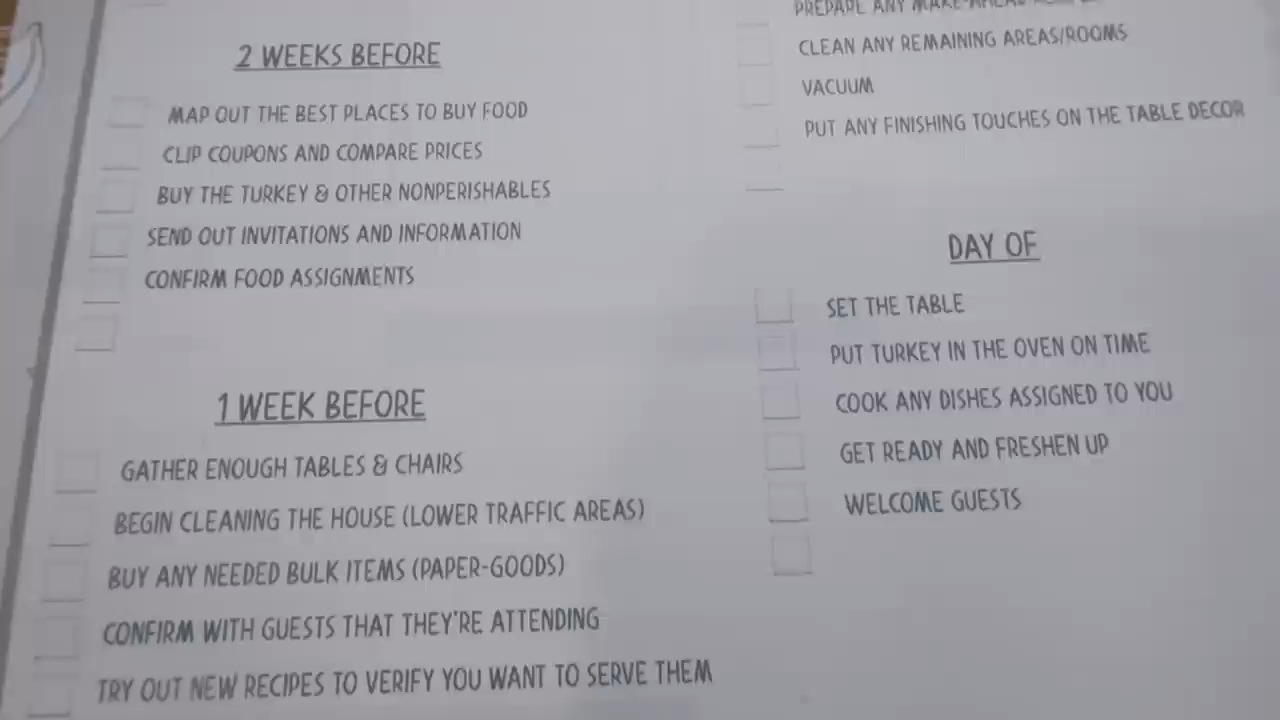 2 WEEKS BEFORE
MAP OUT THE BEST PLACES TO BUY FOOD
CLIP COUPONS AND COMPARE PRICES
BUY THE TURKEY & OTHER NONPERISHABLES
SEND OUT INVITATIONS AND INFORMATION
CONFIRM FOOD ASSIGNMENTS
1 WEEK BEFORE
GATHER ENOUGH TABLES & CHAIRS
BEGIN CLEANING THE HOUSE (LOWER TRAFFIC AREAS)
BUY ANY NEEDED BULK ITEMS (PAPER-GOODS)
CONFIRM WITH GUESTS THAT THEY'RE ATTENDING
TRY OUT NEW RECIPES TO VERIFY YOU WANT TO SERVE THEM
PREPARE ANY MAKE-AHEAD
CLEAN ANY REMAINING AREAS/ROOMS
VACUUM
PUT ANY FINISHING TOUCHES ON THE TABLE DECOR
DAY OF
SET THE TABLE
PUT TURKEY IN THE OVEN ON TIME
COOK ANY DISHES ASSIGNED TO YOU
GET READY AND FRESHEN UP
WELCOME GUESTS